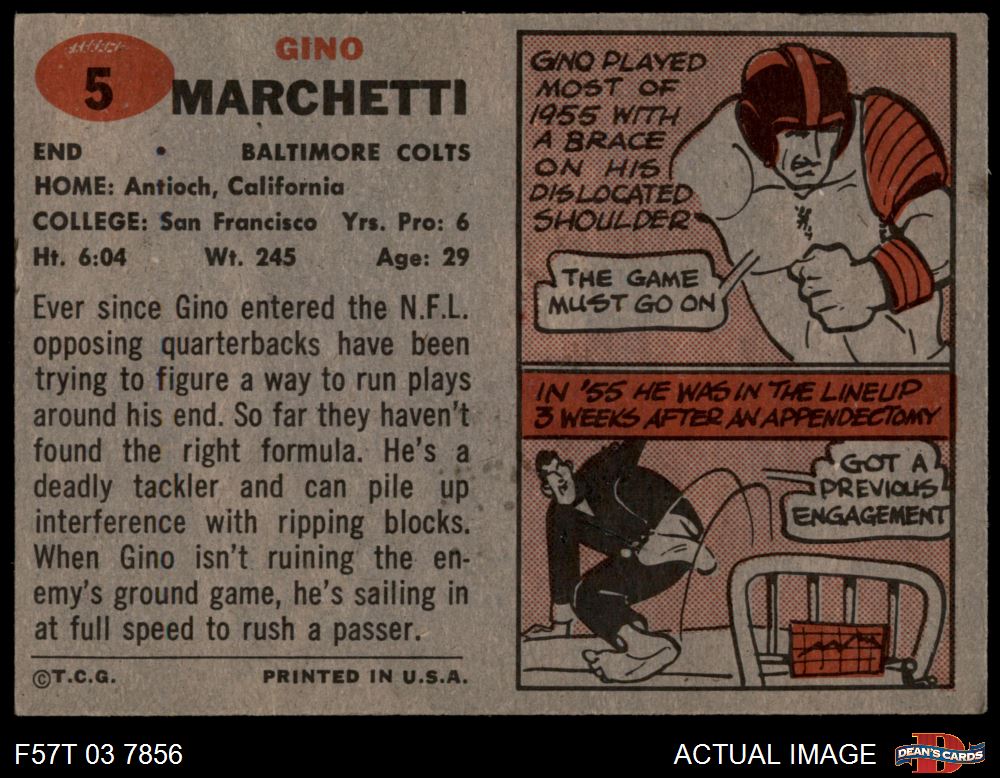 5
GINO
MARCHETTI
END • BALTIMORE COLTS
HOME: Antioch, California
COLLEGE: San Francisco Yrs. Pro: 6
Ht. 6:04 Wt. 245 Age: 29
Ever since Gino entered the N.F.L.
opposing quarterbacks have been
trying to figure a way to run plays
around his end. So far they haven't
found the right formula. He's a
deadly tackler and can pile up
interference with ripping blocks.
When Gino isn't ruining the en-
emy's ground game, he's sailing in
at full speed to rush a passer.
©T.C.G. PRINTED IN U.S.A.
GINO PLAYED
MOST OF
1955 WITH
A BRACE
ON HIS
DISLOCATED
SHOULDER
THE GAME
MUST GO ON
IN '55 HE WAS IN THE LINEUP
3 WEEKS AFTER AN APPENDECTOMY
GOT A
PREVIOUS
ENGAGEMENT
F57T 03 7856
ACTUAL IMAGE
DEAN'S CARDS